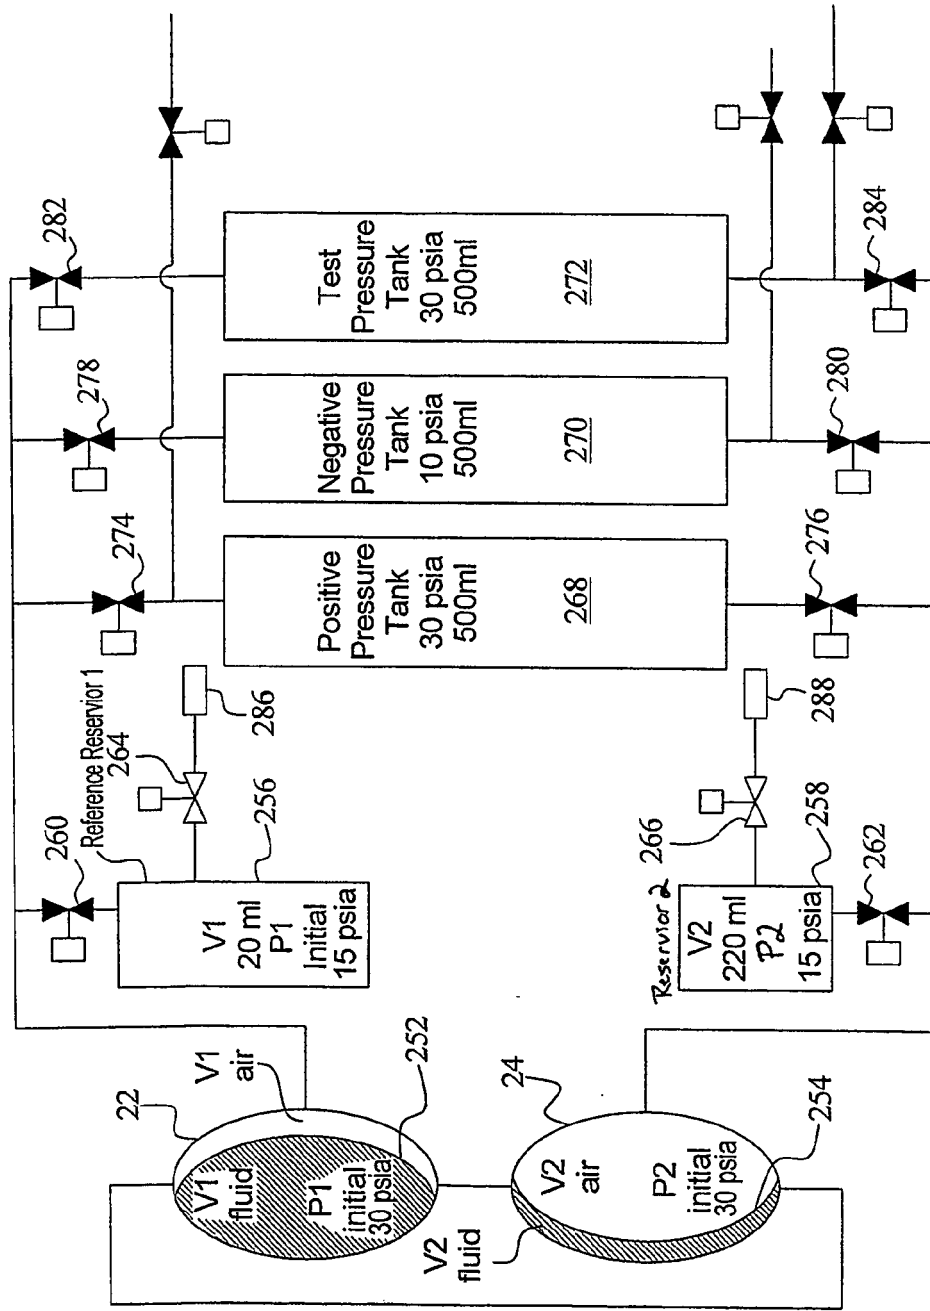 282
278
274
Test
Pressure
Tank
30 psia
500ml
272
Negative
Pressure
Tank
10 psia
500ml
270
Positive
Pressure
Tank
30 psia
500ml
268
284
280
276
Reference Reservior 1
264
286
260
256
V1
20 ml
P1
Initial
15 psia
288
266
258
262
Reservior 2
V2
220 ml
P2
15 psia
22
V1
air
252
V1
fluid
P1
initial
30 psia
24
254
V2
air
P2
initial
30 psia
V2
fluid